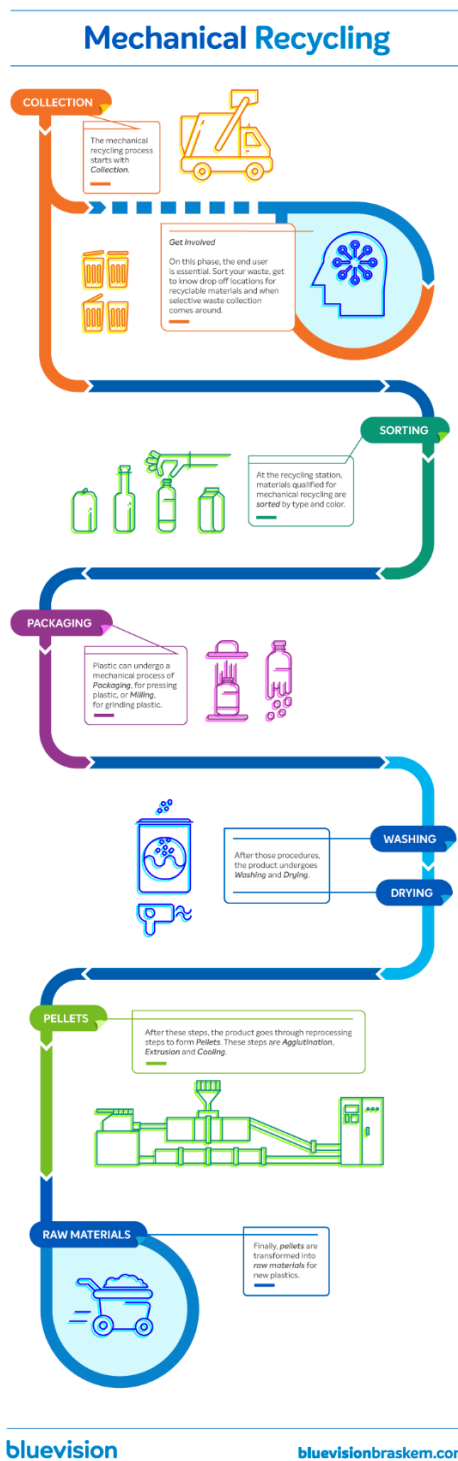 Mechanical Recycling
COLLECTION
The mechanical
recycling process
starts with
Collection.
Get Involved
On this phase, the end user
is essential. Sort your waste, get
to know drop off locations for
recyclable materials and when
selective waste collection
comes around.
SORTING
At the recycling station,
materials qualified for
mechanical recycling are
sorted by type and color.
PACKAGING
Plastic can undergo a
mechanical process of
Packaging, for pressing
plastic, or Milling,
for grinding plastic.
WASHING
After those procedures,
the product undergoes
Washing and Drying.
DRYING
PELLETS
After these steps, the product goes through reprocessing
steps to form Pellets. These steps are Agglutination,
Extrusion and Cooling.
RAW MATERIALS
Finally, pellets are
transformed into
raw materials for
new plastics.
bluevision
bluevisionbraskem.com